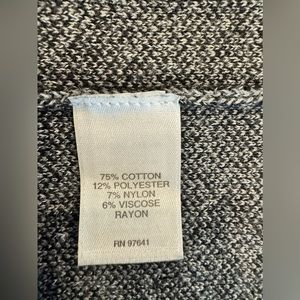 75% COTTON
12% POLYESTER
7% NYLON
6% VISCOSE
RAYON
RN 97641